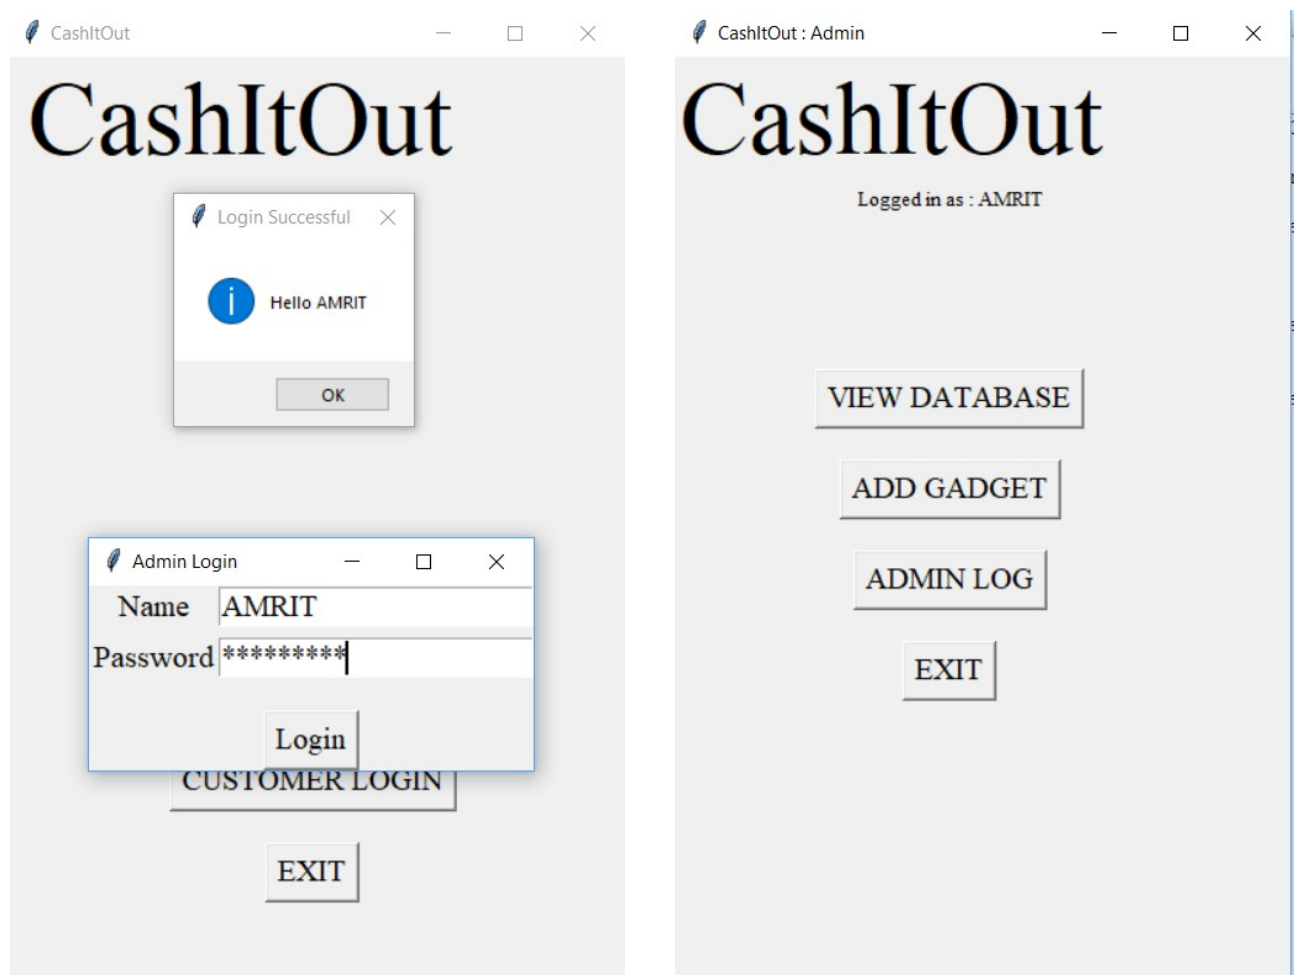 CashItOut
CashItOut
Login Successful
Hello AMRIT
OK
Admin Login
Name AMRIT
Password *********
Login
CUSTOMER LOGIN
EXIT
CashItOut : Admin
CashItOut
Logged in as : AMRIT
VIEW DATABASE
ADD GADGET
ADMIN LOG
EXIT